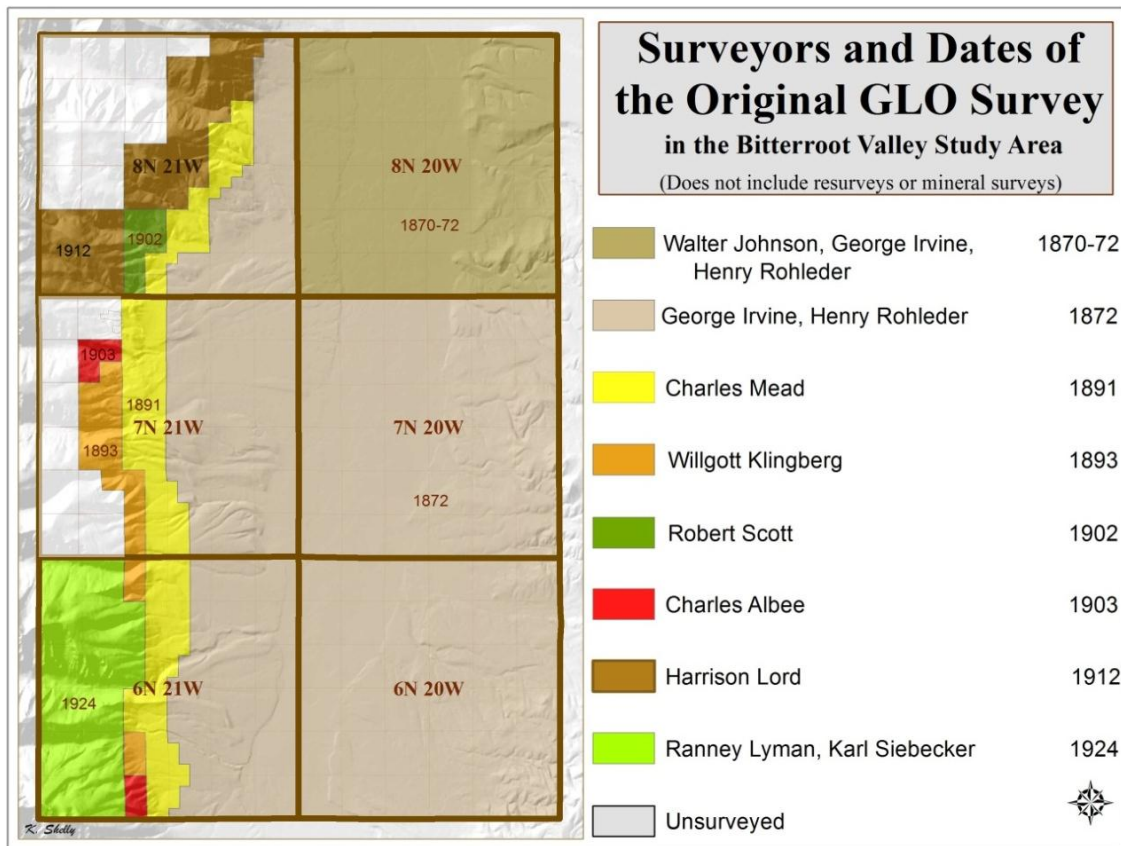 Surveyors and Dates of
the Original GLO Survey
in the Bitterroot Valley Study Area
(Does not include resurveys or mineral surveys)
8N 21W
8N 20W
1870-72
1912
1902
1903
1891
7N 21W
7N 20W
1893
1872
6N 21W
6N 20W
1924
K. Shelly
Walter Johnson, George Irvine, 1870-72
Henry Rohleder
George Irvine, Henry Rohleder 1872
Charles Mead 1891
Willgott Klingberg 1893
Robert Scott 1902
Charles Albee 1903
Harrison Lord 1912
Ranney Lyman, Karl Siebecker 1924
Unsurveyed